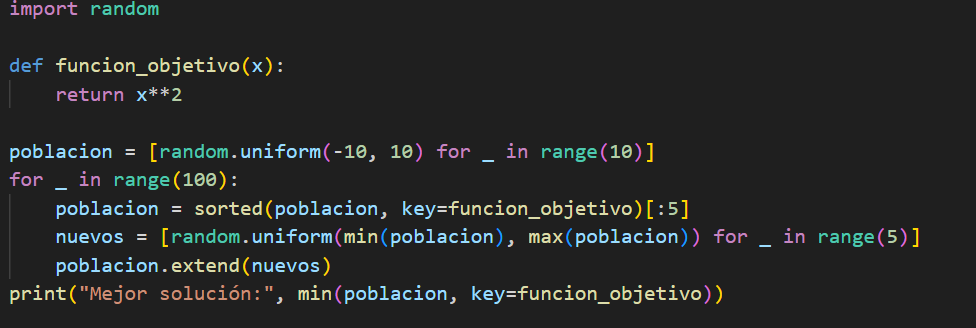 import random

def funcion_objetivo(x):
    return x**2

poblacion = [random.uniform(-10, 10) for _ in range(10)]
for _ in range(100):
    poblacion = sorted(poblacion, key=funcion_objetivo)[:5]
    nuevos = [random.uniform(min(poblacion), max(poblacion)) for _ in range(5)]
    poblacion.extend(nuevos)
print("Mejor solución:", min(poblacion, key=funcion_objetivo))